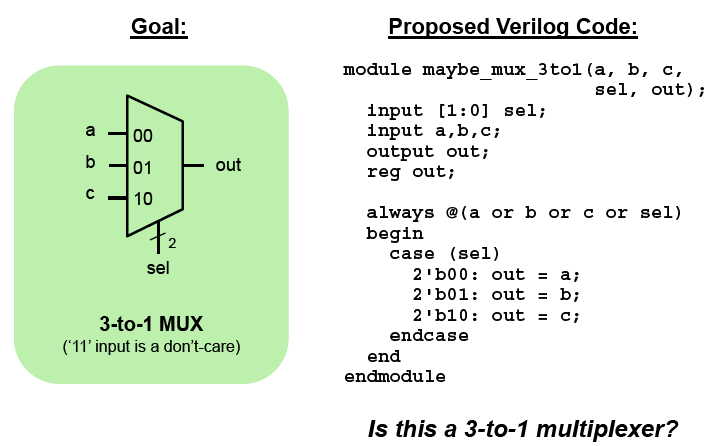 Goal:
a
00
b
01
out
c
10
2
sel
3-to-1 MUX
(‘11’ input is a don’t-care)
Proposed Verilog Code:
module maybe_mux_3to1(a, b, c,
sel, out);
input [1:0] sel;
input a,b,c;
output out;
reg out;
always @(a or b or c or sel)
begin
case (sel)
2'b00: out = a;
2'b01: out = b;
2'b10: out = c;
endcase
end
endmodule
Is this a 3-to-1 multiplexer?